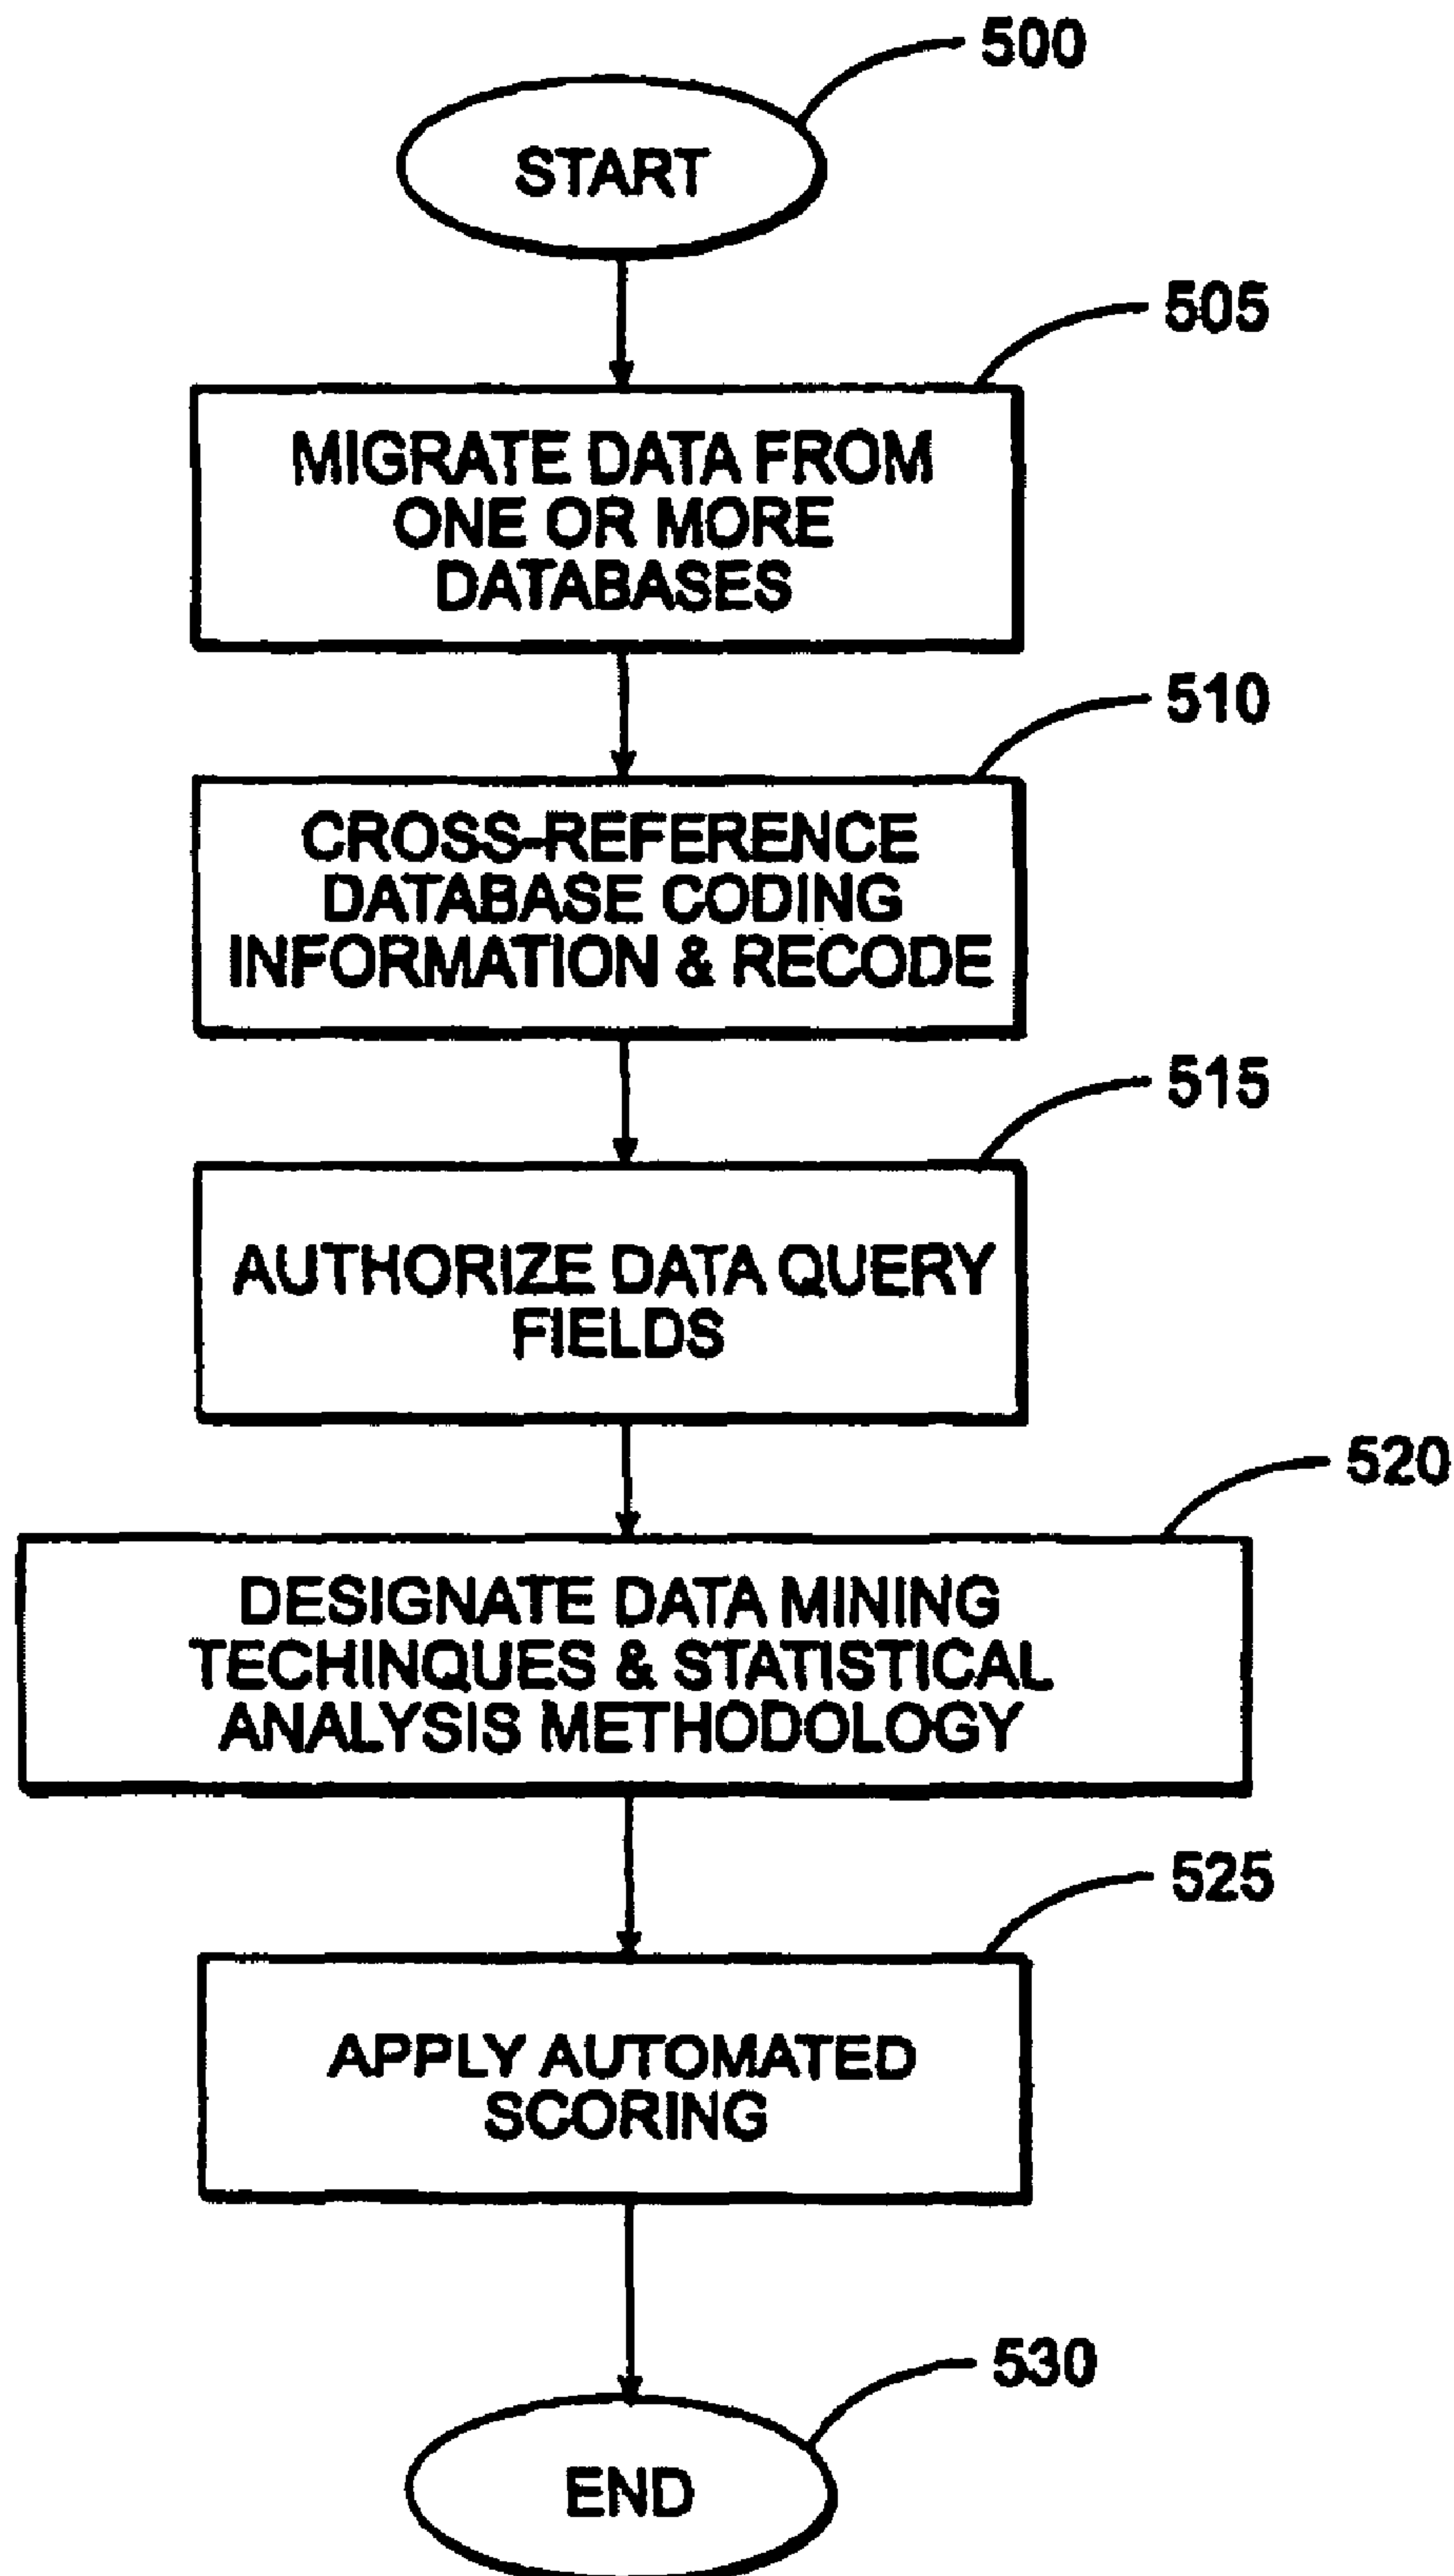 500
START
505
MIGRATE DATA FROM
ONE OR MORE
DATABASES
510
CROSS-REFERENCE
DATABASE CODING
INFORMATION & RECODE
515
AUTHORIZE DATA QUERY
FIELDS
520
DESIGNATE DATA MINING
TECHINQUES & STATISTICAL
ANALYSIS METHODOLOGY
525
APPLY AUTOMATED
SCORING
530
END